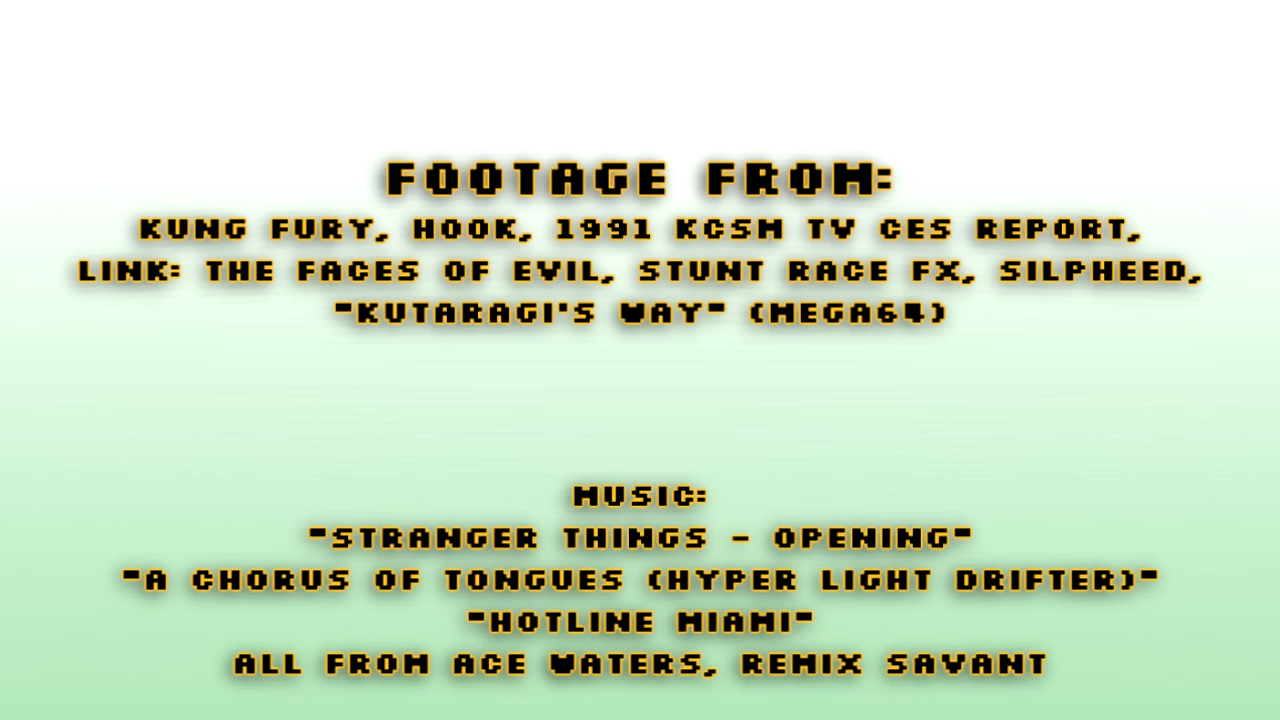 FOOTAGE FROM:
KUNG FURY, HOOK, 1991 KCSM TV CES REPORT,
LINK: THE FACES OF EVIL, STUNT RACE FX, SILPHEED,
"KUTARAGI'S WAY" (MEGA64)
MUSIC:
"STRANGER THINGS - OPENING"
"A CHORUS OF TONGUES (HYPER LIGHT DRIFTER)"
"HOTLINE MIAMI"
ALL FROM ACE WATERS, REMIX SAVANT